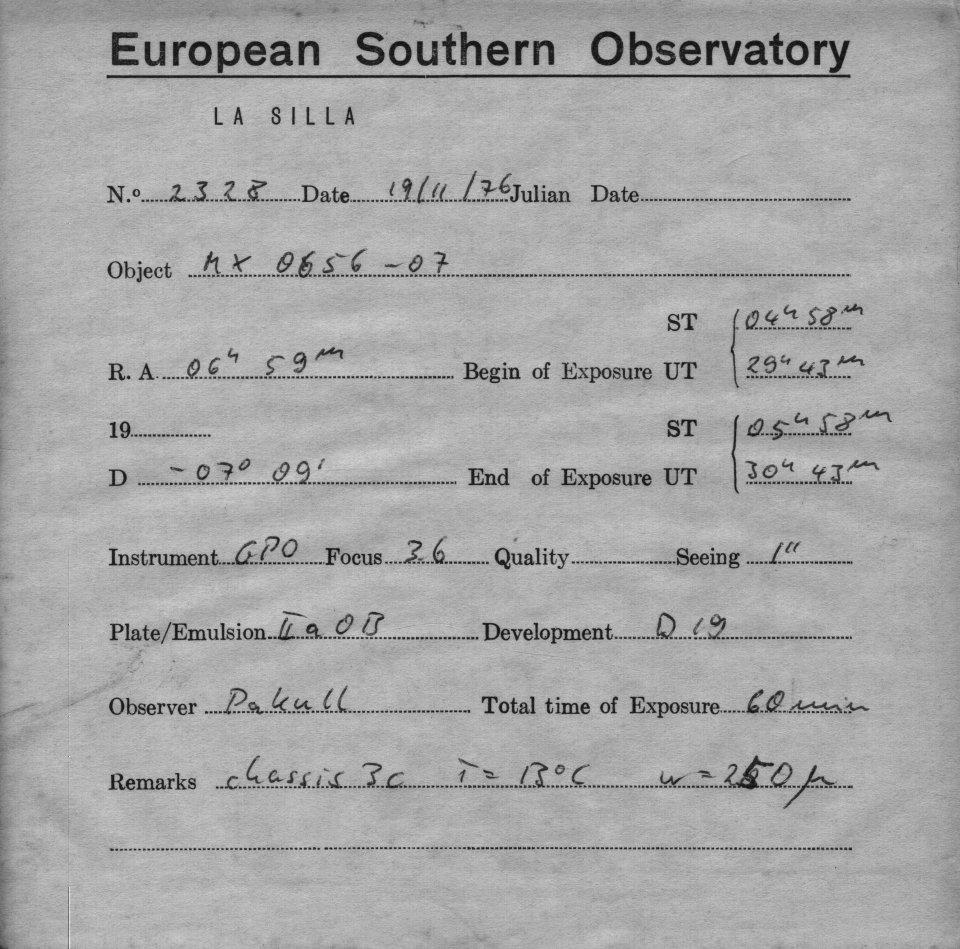 European Southern Observatory
LA SILLA
N.º 2328 Date 19/11/76 Julian Date
Object MX 0656-07
ST 04h 58m
R. A 06h 59m Begin of Exposure UT 29h 43m
19 ST 05h 58m
D -07° 09' End of Exposure UT 30h 43m
Instrument GPO Focus 36 Quality Seeing 1"
Plate/Emulsion IIaOB Development D 19
Observer Pakull Total time of Exposure 60 min
Remarks chassis 3c T = 13°C w = 250 µ